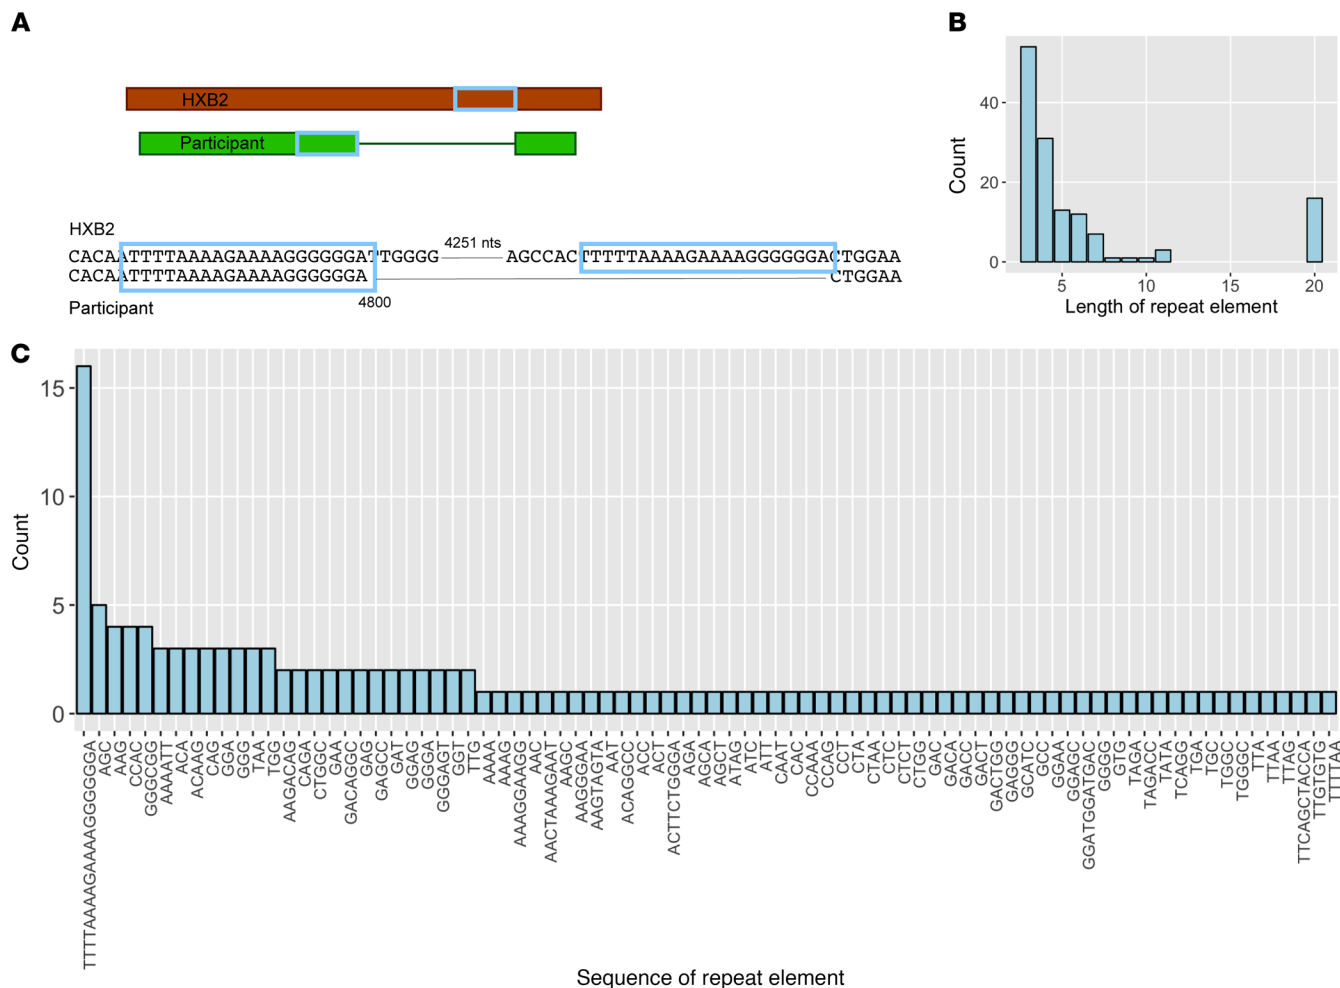 A
HXB2
Participant
HXB2
CACAATTTTAAAAGAAAAGGGGGGATTGGGG 4251 nts AGCCACTTTTTAAAAGAAAAGGGGGGACTGGAA
CACAATTTTAAAAGAAAAGGGGGGA CTGGAA
Participant
4800
B
Count
40
20
0
5
10
15
20
Length of repeat element
C
Count
15
10
5
0
TTTTAAAAGAAAAGGGGGGA
AGC
AAG
CCAC
GGGCGG
AAAATT
ACA
ACAAG
CAG
GGA
GGG
TAA
TGG
AAGACAG
CAGA
CTGGC
GAA
GACAGGC
GAG
GAGCC
GAT
GGAG
GGGA
GGGAGT
GGT
TTG
AAA
AAAG
AAAGGAAGG
AAC
AACTAAAGAAT
AAGC
AAGGGAA
AAGTAGTA
AAT
ACAGGCC
ACC
ACT
ACTTCTGGGA
AGA
AGCA
AGCT
ATAG
ATC
ATT
CAAT
CAC
CCAAA
CCAG
CCT
CTA
CTAA
CTC
CTCT
CTGG
GAC
GACA
GACC
GACT
GACTGG
GAGGG
GCATC
GCC
GGAA
GGAGC
GGATGGATGAC
GGGG
GTG
TAGA
TAGACC
TATA
TCAGG
TGA
TGC
TGGC
TGGGC
TTA
TTAA
TTAG
TTCAGCTACCA
TTGTGTG
TTTTAG
Sequence of repeat element